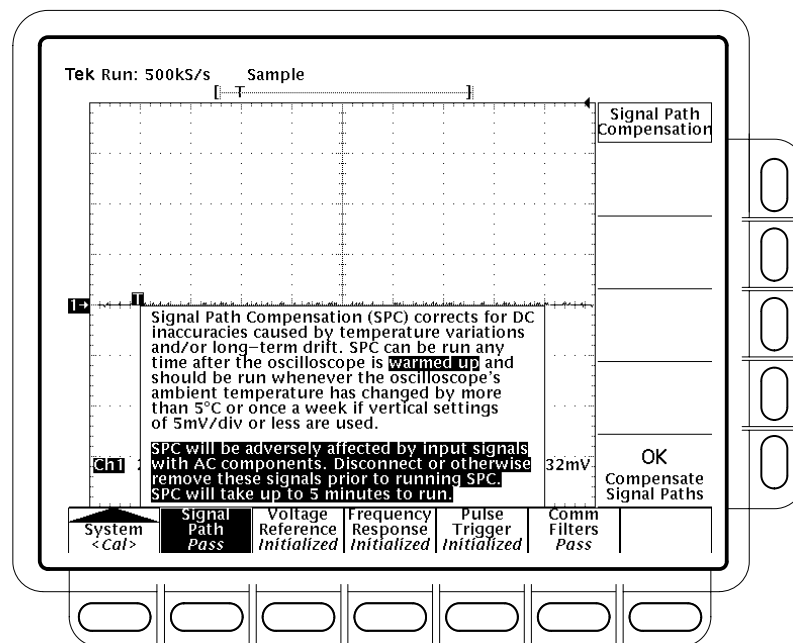 Tek Run: 500kS/s Sample
[ T ]
Signal Path
Compensation
T
1→
Signal Path Compensation (SPC) corrects for DC
inaccuracies caused by temperature variations
and/or long–term drift. SPC can be run any
time after the oscilloscope is warmed up and
should be run whenever the oscilloscope's
ambient temperature has changed by more
than 5°C or once a week if vertical settings
of 5mV/div or less are used.
SPC will be adversely affected by input signals
with AC components. Disconnect or otherwise
remove these signals prior to running SPC.
SPC will take up to 5 minutes to run.
Ch1
32mV
OK
Compensate
Signal Paths
System
<Cal>
Signal
Path
Pass
Voltage
Reference
Initialized
Frequency
Response
Initialized
Pulse
Trigger
Initialized
Comm
Filters
Pass